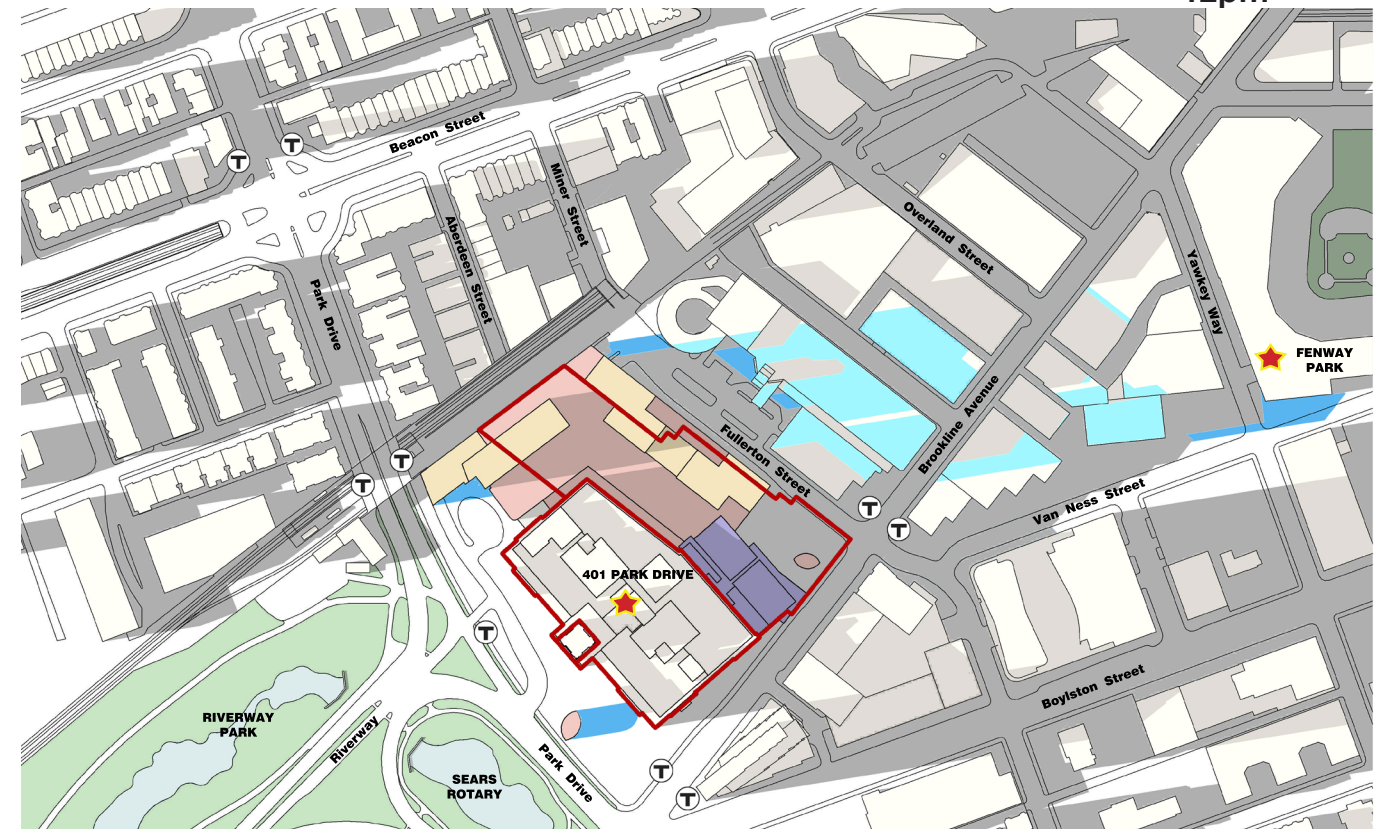 Beacon Street
Miner Street
Aberdeen Street
Park Drive
Overland Street
Yawkey Way
FENWAY
PARK
Brookline Avenue
Fullerton Street
Van Ness Street
401 PARK DRIVE
Boylston Street
RIVERWAY
PARK
Riverway
SEARS
ROTARY
Park Drive
T
T
T
T
T
T
T
T
T